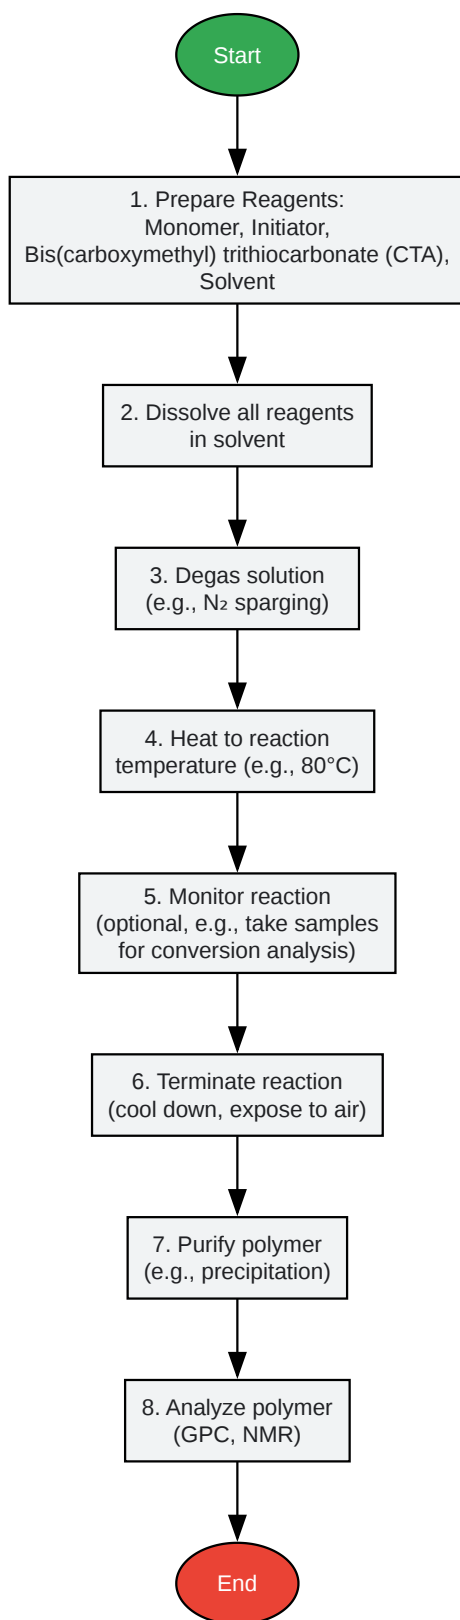 Start
1. Prepare Reagents:
Monomer, Initiator,
Bis(carboxymethyl) trithiocarbonate (CTA),
Solvent
2. Dissolve all reagents
in solvent
3. Degas solution
(e.g., N₂ sparging)
4. Heat to reaction
temperature (e.g., 80°C)
5. Monitor reaction
(optional, e.g., take samples
for conversion analysis)
6. Terminate reaction
(cool down, expose to air)
7. Purify polymer
(e.g., precipitation)
8. Analyze polymer
(GPC, NMR)
End